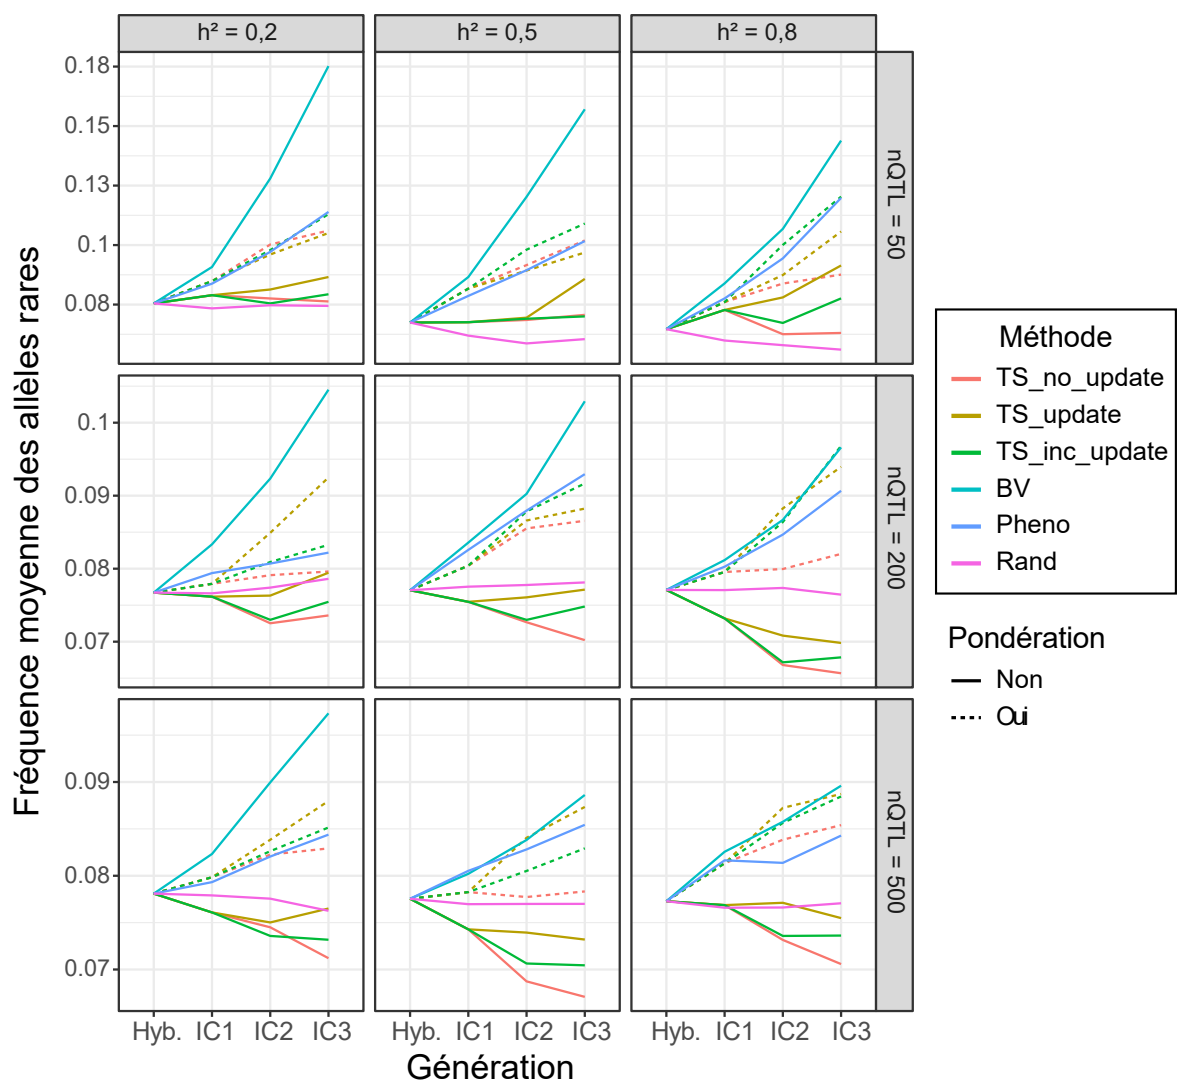 h² = 0,2
h² = 0,5
h² = 0,8
Fréquence moyenne des allèles rares
0.18
0.15
0.13
0.1
0.08
nQTL = 50
0.1
0.09
0.08
0.07
nQTL = 200
0.09
0.08
0.07
nQTL = 500
Hyb. IC1 IC2 IC3
Hyb. IC1 IC2 IC3
Hyb. IC1 IC2 IC3
Génération
Méthode
TS_no_update
TS_update
TS_inc_update
BV
Pheno
Rand
Pondération
Non
Oui